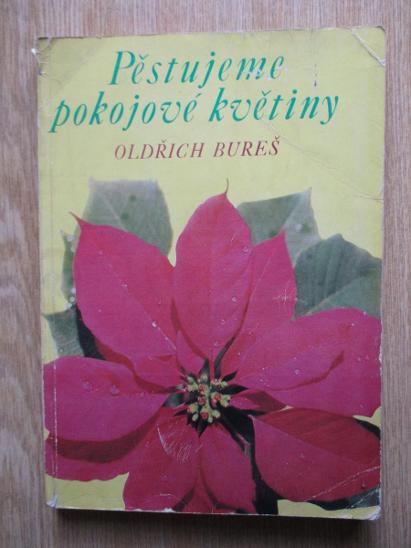 Pěstujeme
pokojové květiny
OLDŘICH BUREŠ